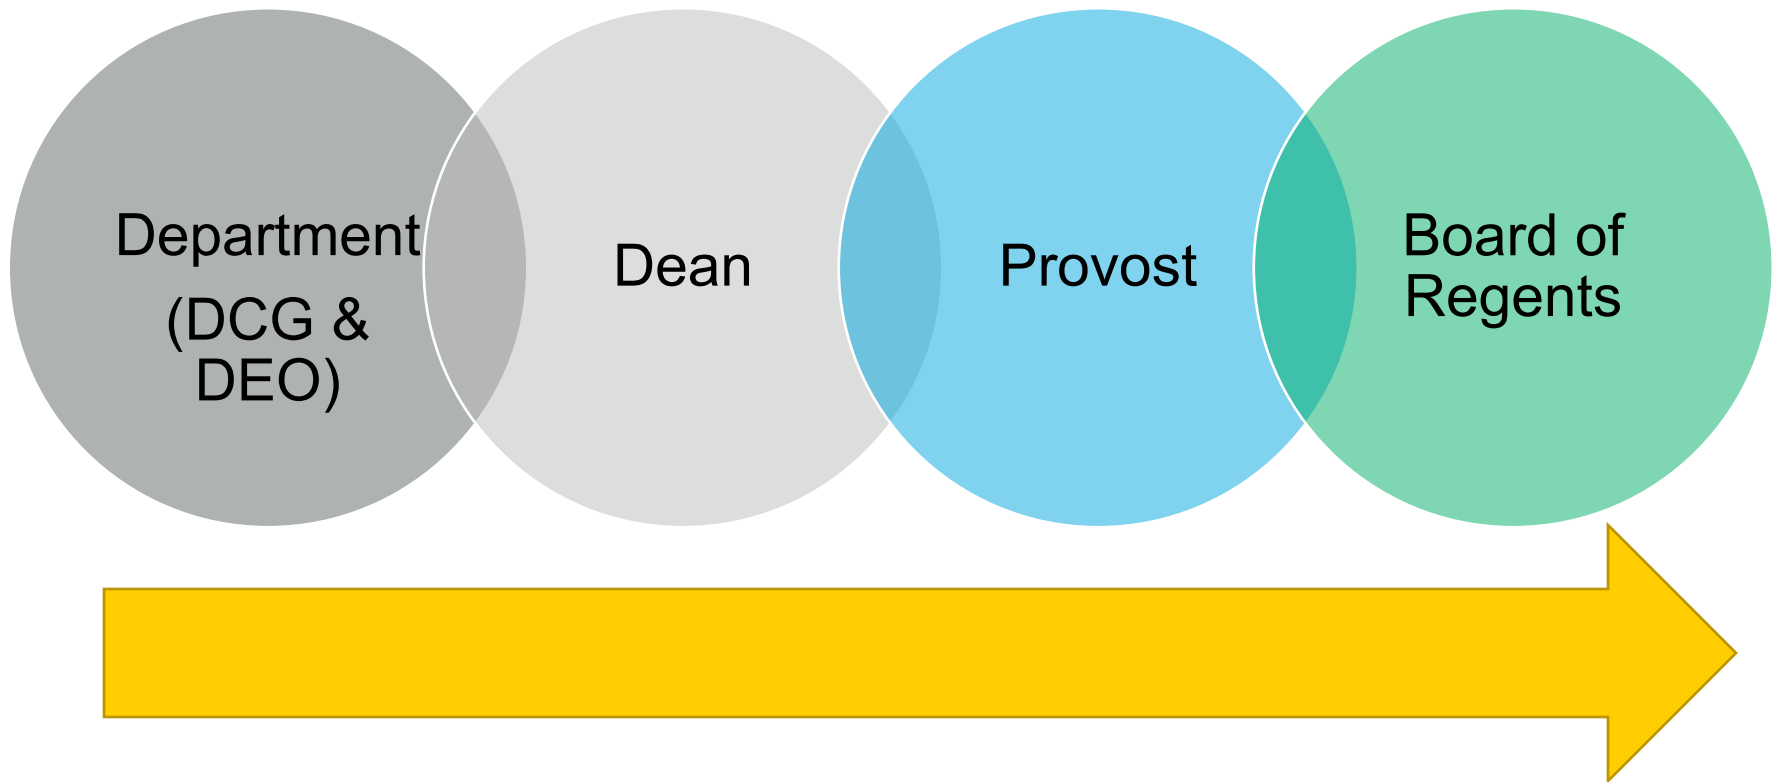 Department
(DCG &
DEO)
Dean
Provost
Board of
Regents